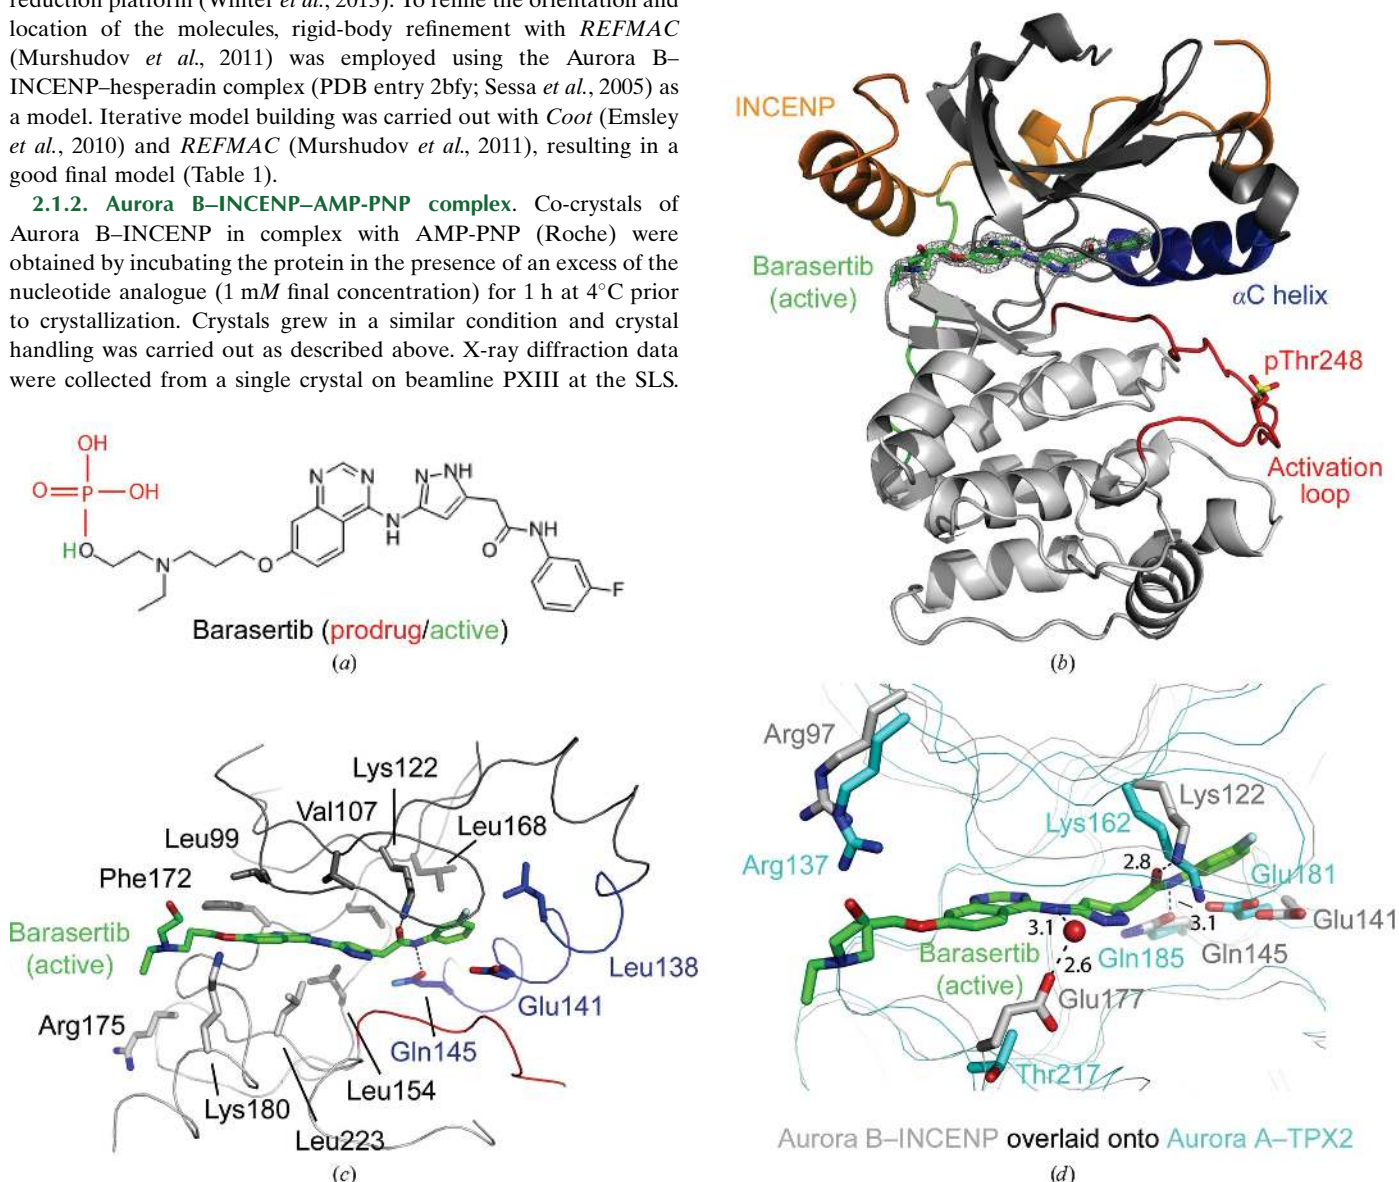 reduction platform (Winter et al., 2013). To refine the orientation and
location of the molecules, rigid-body refinement with REFMAC
(Murshudov et al., 2011) was employed using the Aurora B–
INCENP–hesperadin complex (PDB entry 2bfy; Sessa et al., 2005) as
a model. Iterative model building was carried out with Coot (Emsley
et al., 2010) and REFMAC (Murshudov et al., 2011), resulting in a
good final model (Table 1).
2.1.2. Aurora B–INCENP–AMP-PNP complex. Co-crystals of
Aurora B–INCENP in complex with AMP-PNP (Roche) were
obtained by incubating the protein in the presence of an excess of the
nucleotide analogue (1 mM final concentration) for 1 h at 4°C prior
to crystallization. Crystals grew in a similar condition and crystal
handling was carried out as described above. X-ray diffraction data
were collected from a single crystal on beamline PXIII at the SLS.
OH
O P OH
HO
N
O
N N
N
H
N NH
O
NH
F
Barasertib (prodrug/active)
(a)
INCENP
Barasertib
(active)
αC helix
pThr248
Activation
loop
(b)
Lys122
Val107
Leu168
Leu99
Phe172
Barasertib
(active)
Leu138
Glu141
Arg175
Gln145
Leu154
Lys180
Leu223
(c)
Arg97
Lys122
Lys162
2.8
Arg137
Glu181
Glu141
3.1
3.1
Barasertib
(active)
Gln185
Gln145
2.6
Glu177
Thr217
Aurora B–INCENP overlaid onto Aurora A–TPX2
(d)